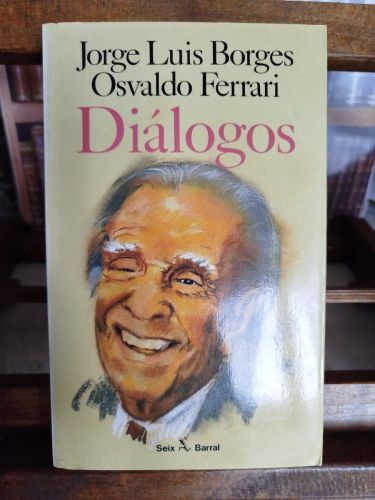 Jorge Luis Borges
Osvaldo Ferrari
Diálogos
Seix Barral